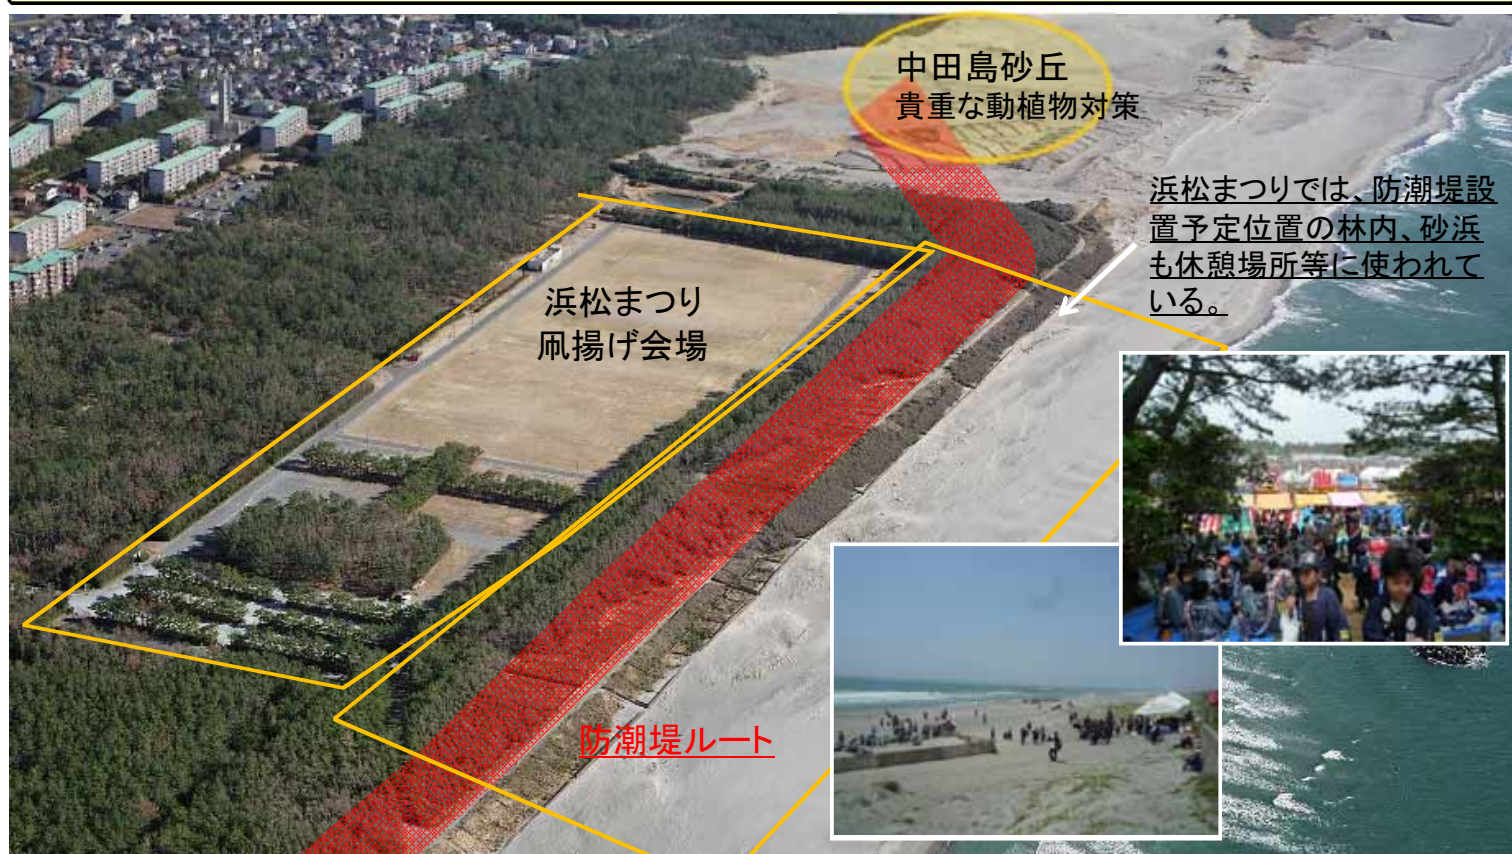 中田島砂丘
貴重な動植物対策
浜松まつりでは、防潮堤設
置予定位置の林内、砂浜
も休憩場所等に使われて
いる。
浜松まつり
凧揚げ会場
防潮堤ルート